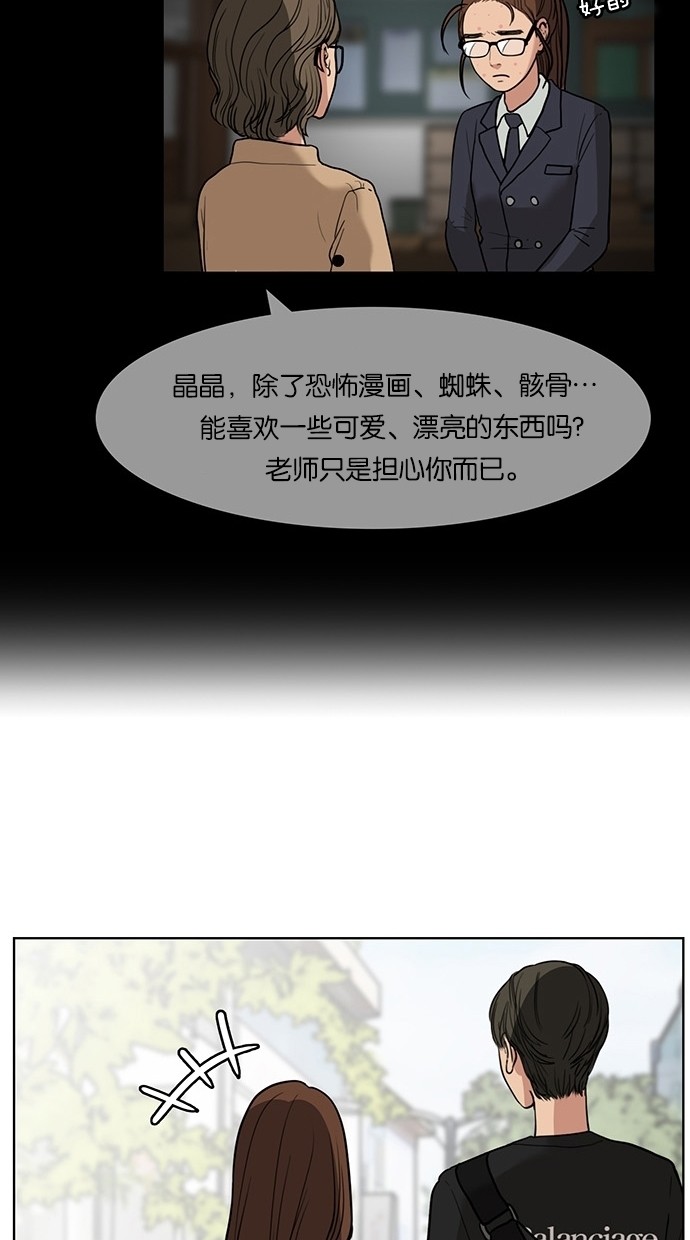 好的
晶晶，除了恐怖漫画、蜘蛛、骸骨…
能喜欢一些可爱、漂亮的东西吗?
老师只是担心你而已。
Balanciage